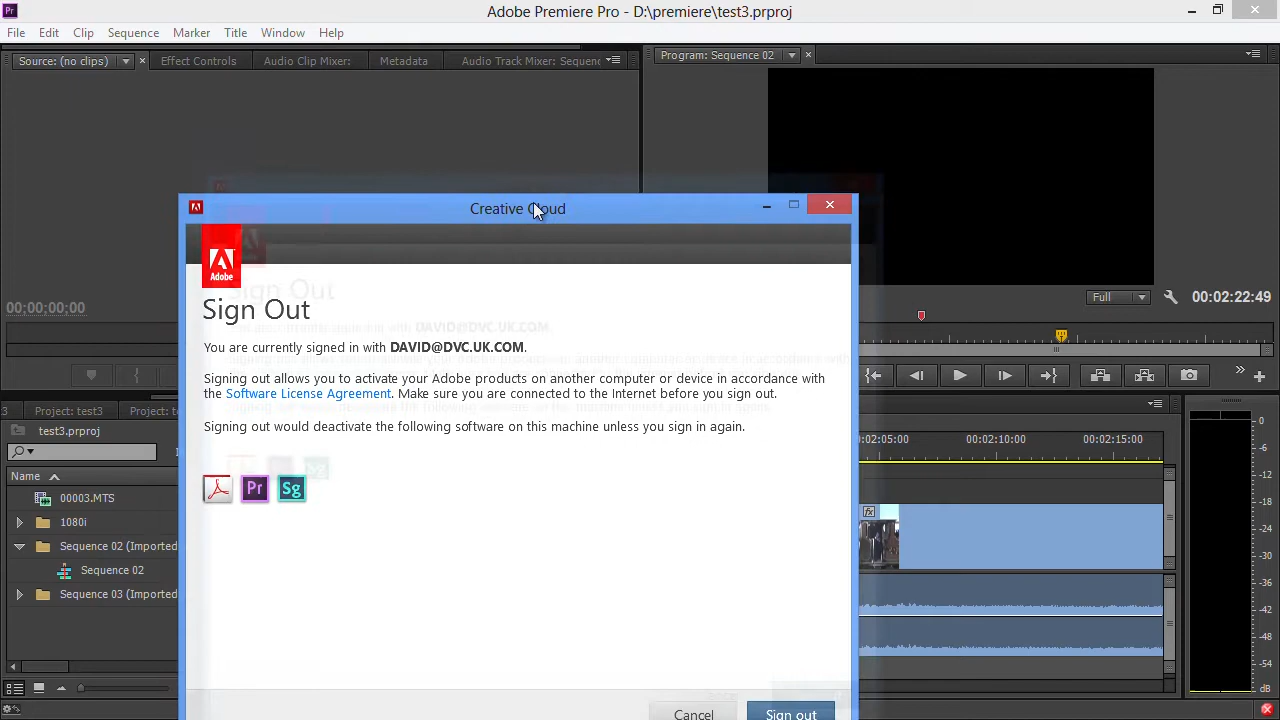 Pr
Adobe Premiere Pro - D:\premiere\test3.prproj
File Edit Clip Sequence Marker Title Window Help
Source: (no clips) Effect Controls Audio Clip Mixer: Metadata Audio Track Mixer: Sequenc
Program: Sequence 02
Creative Cloud
Adobe
Sign Out
You are currently signed in with DAVID@DVC.UK.COM.
Signing out allows you to activate your Adobe products on another computer or device in accordance with
the Software License Agreement. Make sure you are connected to the Internet before you sign out.
Signing out would deactivate the following software on this machine unless you sign in again.
Pr Sg
Cancel Sign out
00;00;00;00
Full 00:02:22:49
3 Project: test3 Project: t
test3.prproj
Name
00003.MTS
1080i
Sequence 02 (Imported
Sequence 02
Sequence 03 (Imported
02:05:00 00:02:10:00 00:02:15:00
fx
0
-6
-12
-18
-24
-30
-36
-42
-48
-54
dB